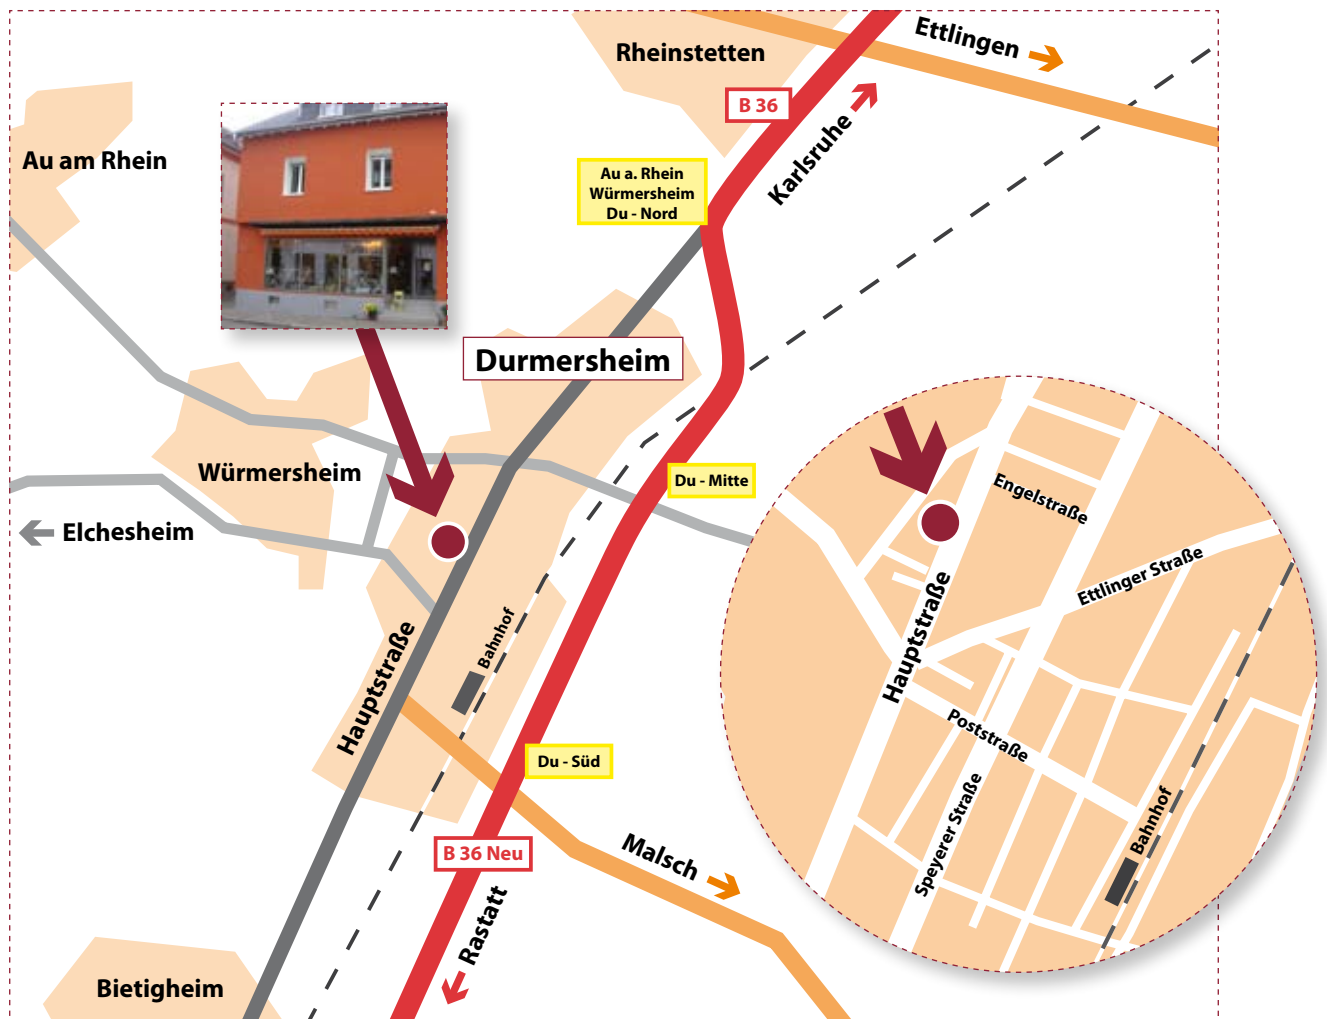 Rheinstetten
Ettlingen
B 36
Karlsruhe
Au am Rhein
Au a. Rhein
Würmersheim
Du - Nord
Durmersheim
Würmersheim
Du - Mitte
Elchesheim
Hauptstraße
Bahnhof
Du - Süd
B 36 Neu
Malsch
Rastatt
Bietigheim
Engelstraße
Ettlinger Straße
Hauptstraße
Poststraße
Speyerer Straße
Bahnhof